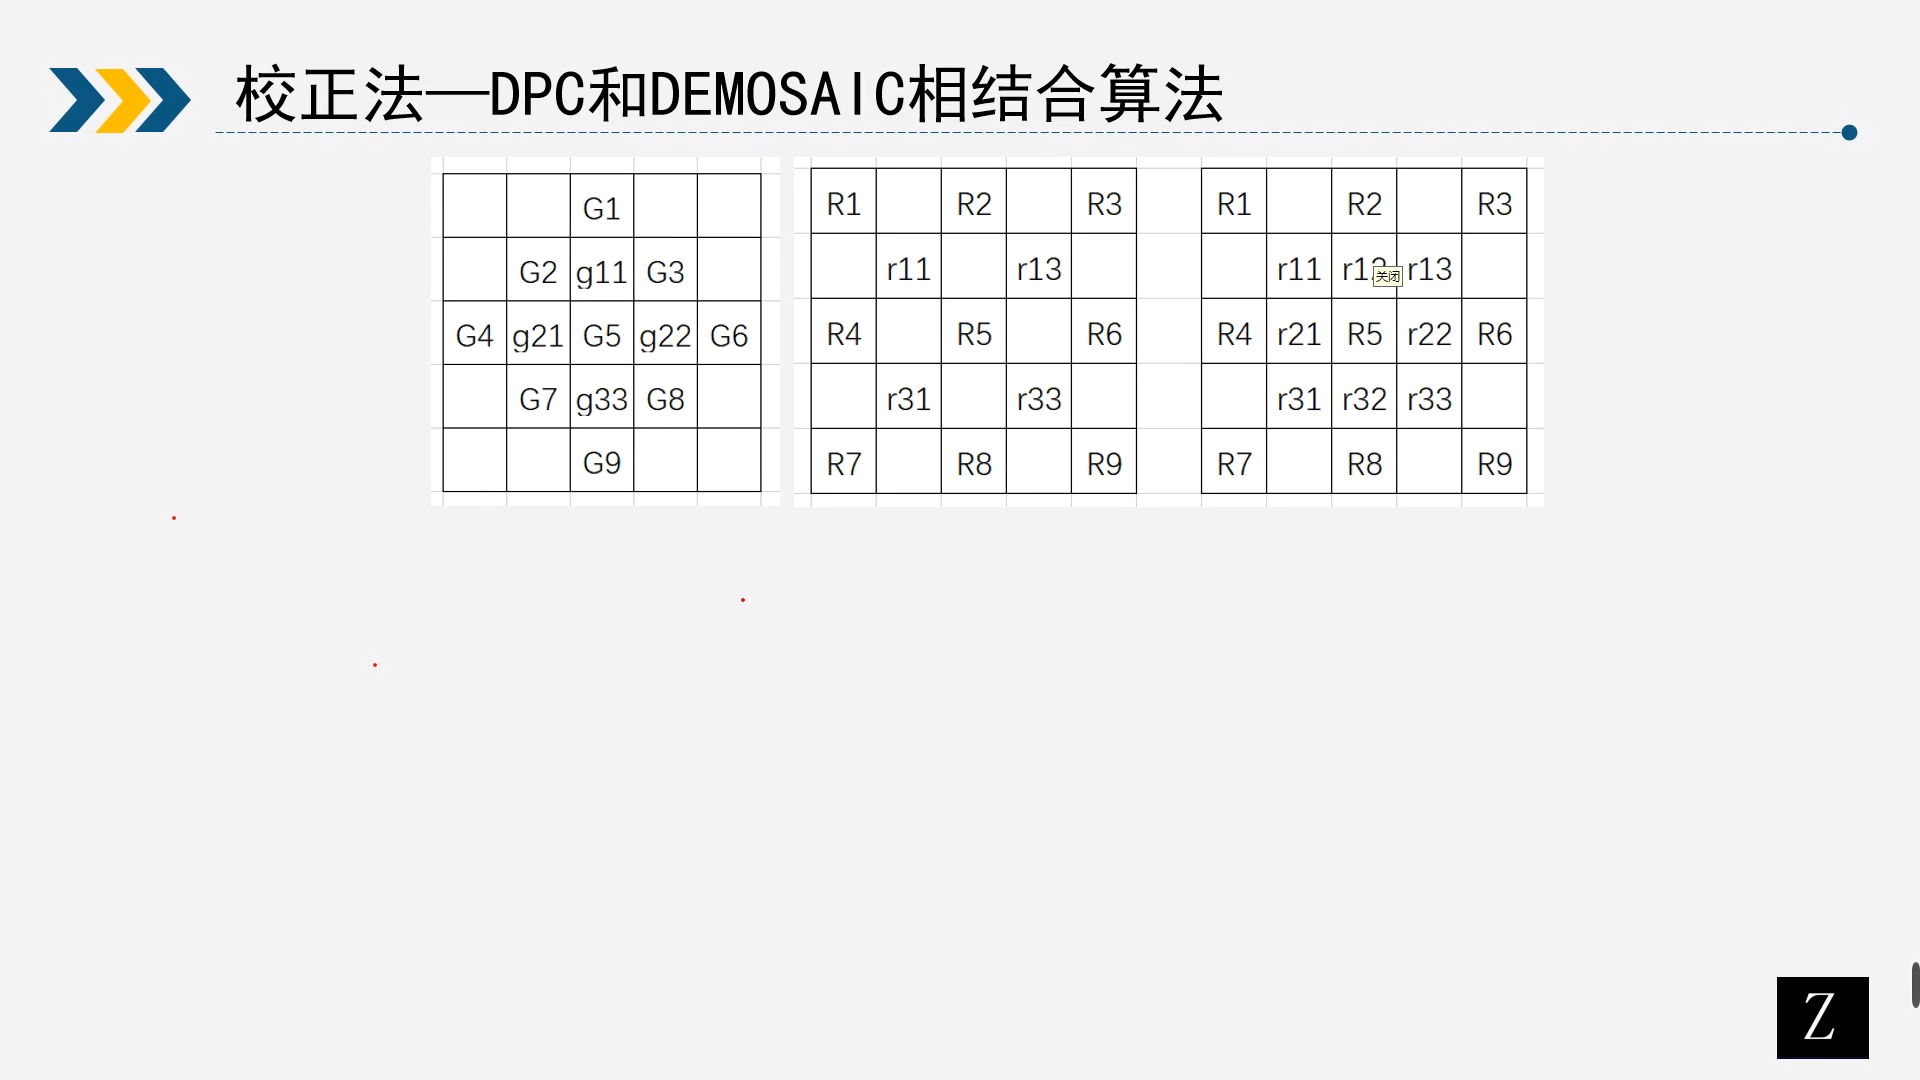 校正法—DPC和DEMOSAIC相结合算法
G1
G2 g11 G3
G4 g21 G5 g22 G6
G7 g33 G8
G9
R1 R2 R3
r11 r13
R4 R5 R6
r31 r33
R7 R8 R9
R1 R2 R3
r11 r13
关闭
R4 r21 R5 r22 R6
r31 r32 r33
R7 R8 R9
Z